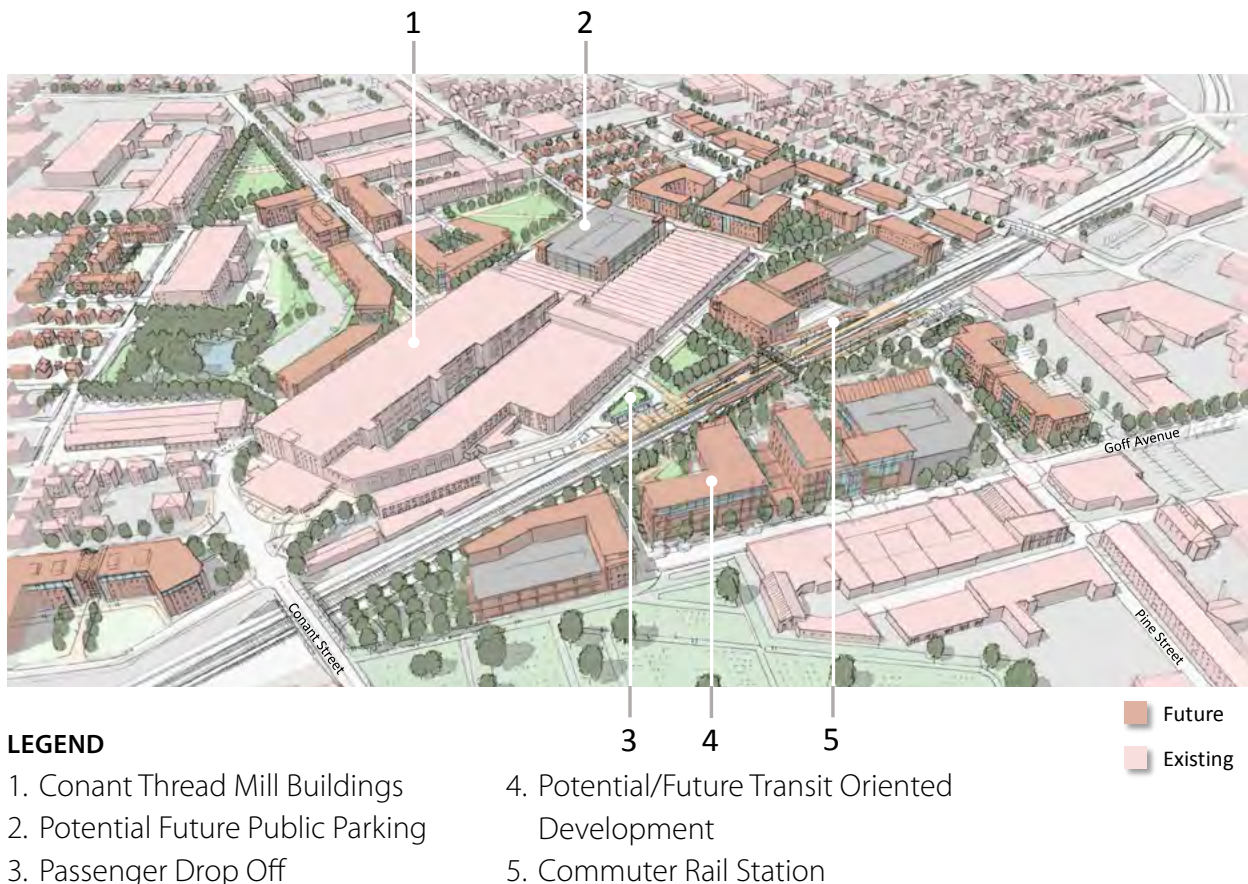 1
2
Goff Avenue
Conant Street
Pine Street
3
4
5
Future
Existing
LEGEND
1. Conant Thread Mill Buildings
2. Potential Future Public Parking
3. Passenger Drop Off
4. Potential/Future Transit Oriented
Development
5. Commuter Rail Station